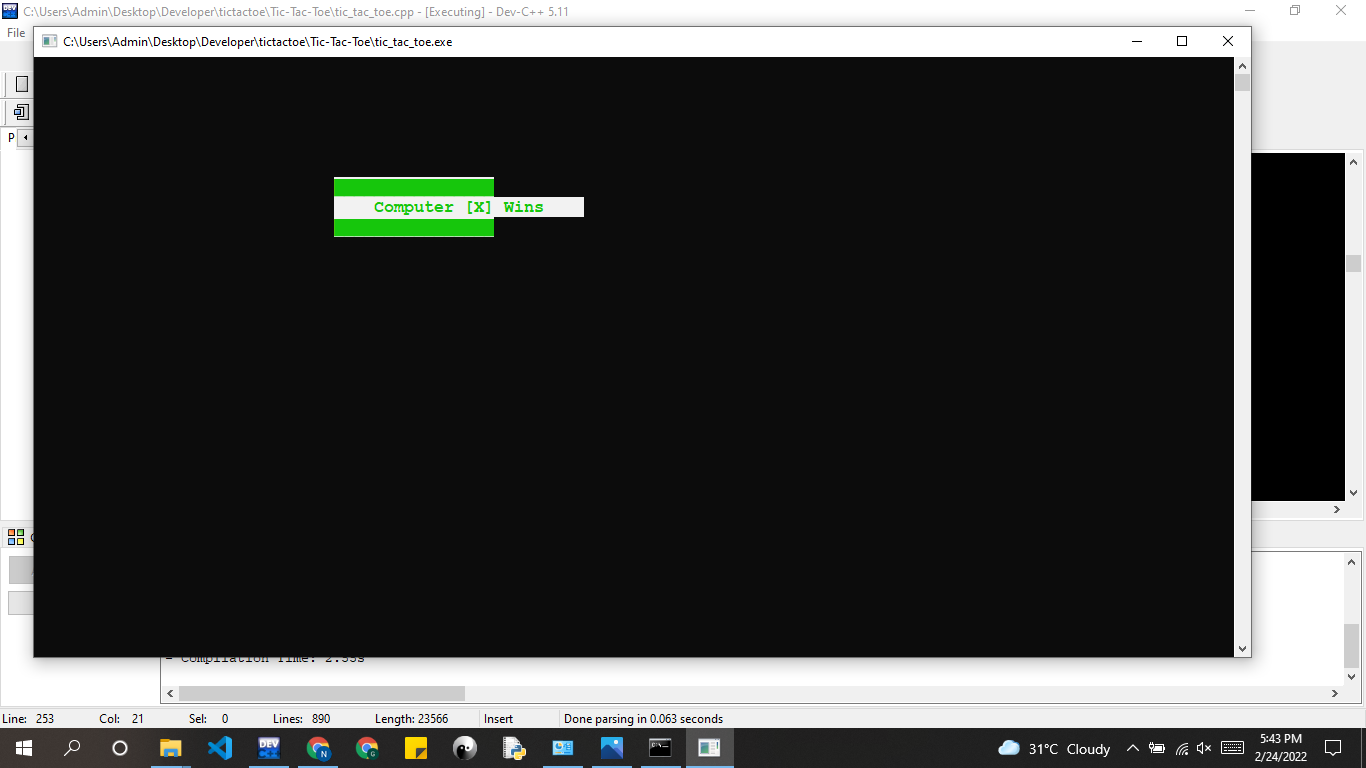 C:\Users\Admin\Desktop\Developer\tictactoe\Tic-Tac-Toe\tic_tac_toe.cpp - [Executing] - Dev-C++ 5.11
File
C:\Users\Admin\Desktop\Developer\tictactoe\Tic-Tac-Toe\tic_tac_toe.exe
P
Computer [X] Wins
- Compilation Time: 2.55s
Line: 253 Col: 21 Sel: 0 Lines: 890 Length: 23566 Insert Done parsing in 0.063 seconds
DEV
N
G
31°C Cloudy
5:43 PM
2/24/2022